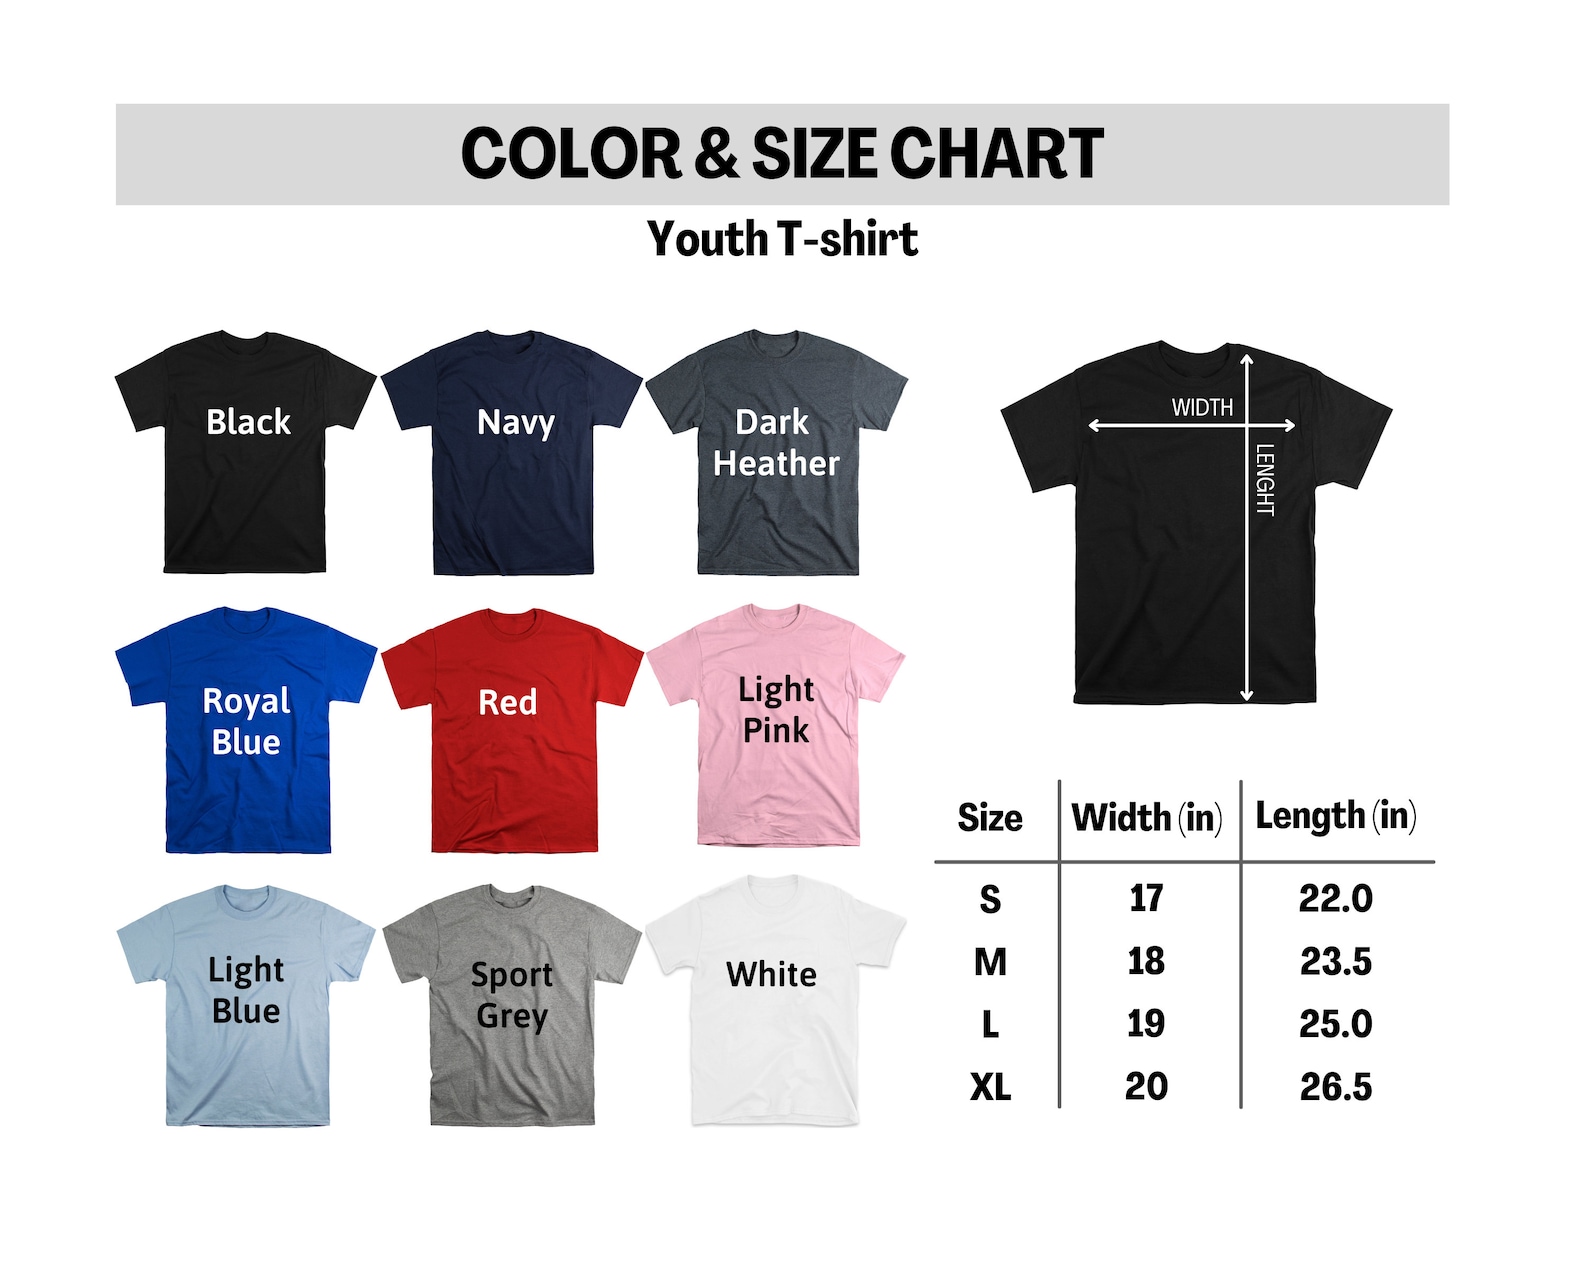 COLOR & SIZE CHART
Youth T-shirt
Black
Navy
Dark
Heather
Royal
Blue
Red
Light
Pink
Light
Blue
Sport
Grey
White
WIDTH
LENGHT
Size Width (in) Length (in)
S 17 22.0
M 18 23.5
L 19 25.0
XL 20 26.5